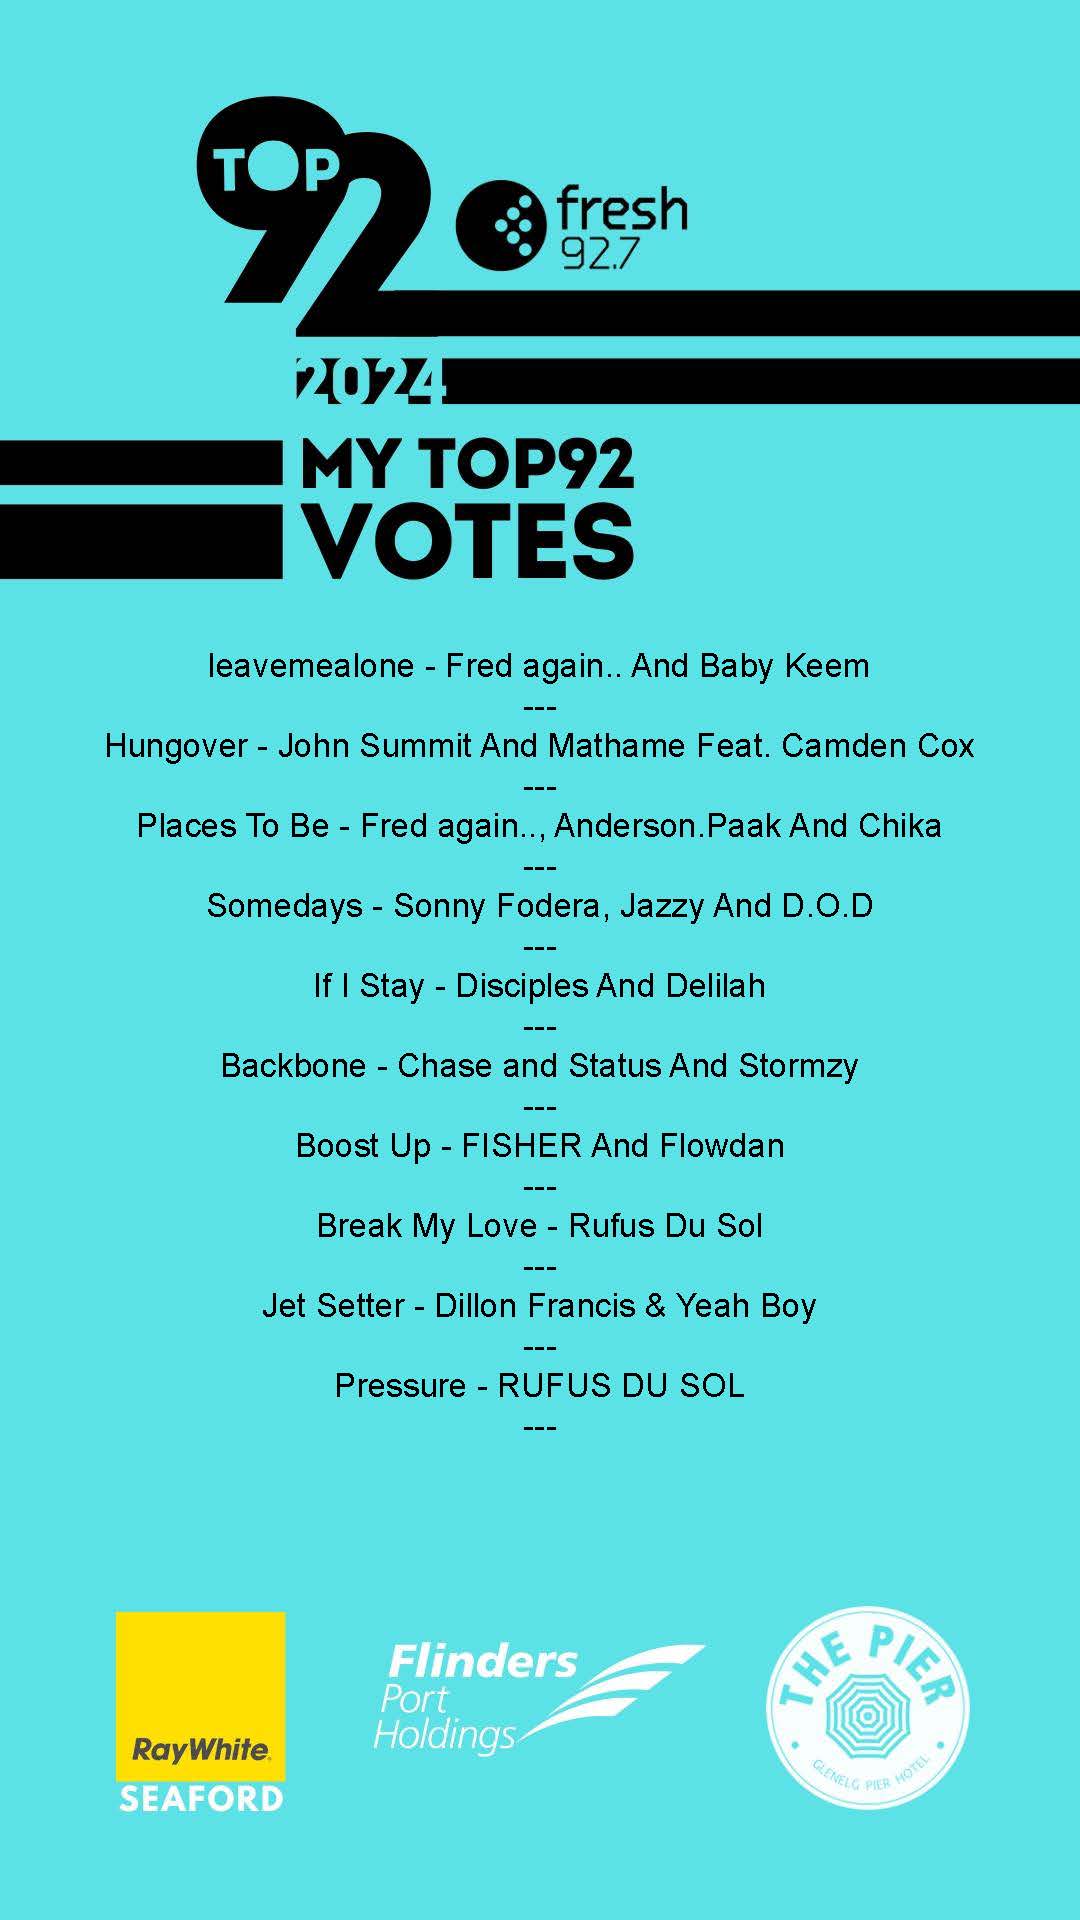 TOP
92
fresh
92.7
2024
MY TOP92
VOTES
leavemealone - Fred again.. And Baby Keem
---
Hungover - John Summit And Mathame Feat. Camden Cox
---
Places To Be - Fred again.., Anderson.Paak And Chika
---
Somedays - Sonny Fodera, Jazzy And D.O.D
---
If I Stay - Disciples And Delilah
---
Backbone - Chase and Status And Stormzy
---
Boost Up - FISHER And Flowdan
---
Break My Love - Rufus Du Sol
---
Jet Setter - Dillon Francis & Yeah Boy
---
Pressure - RUFUS DU SOL
---
RayWhite
SEAFORD
Flinders
Port
Holdings
THE PIER
GLENELG PIER HOTEL